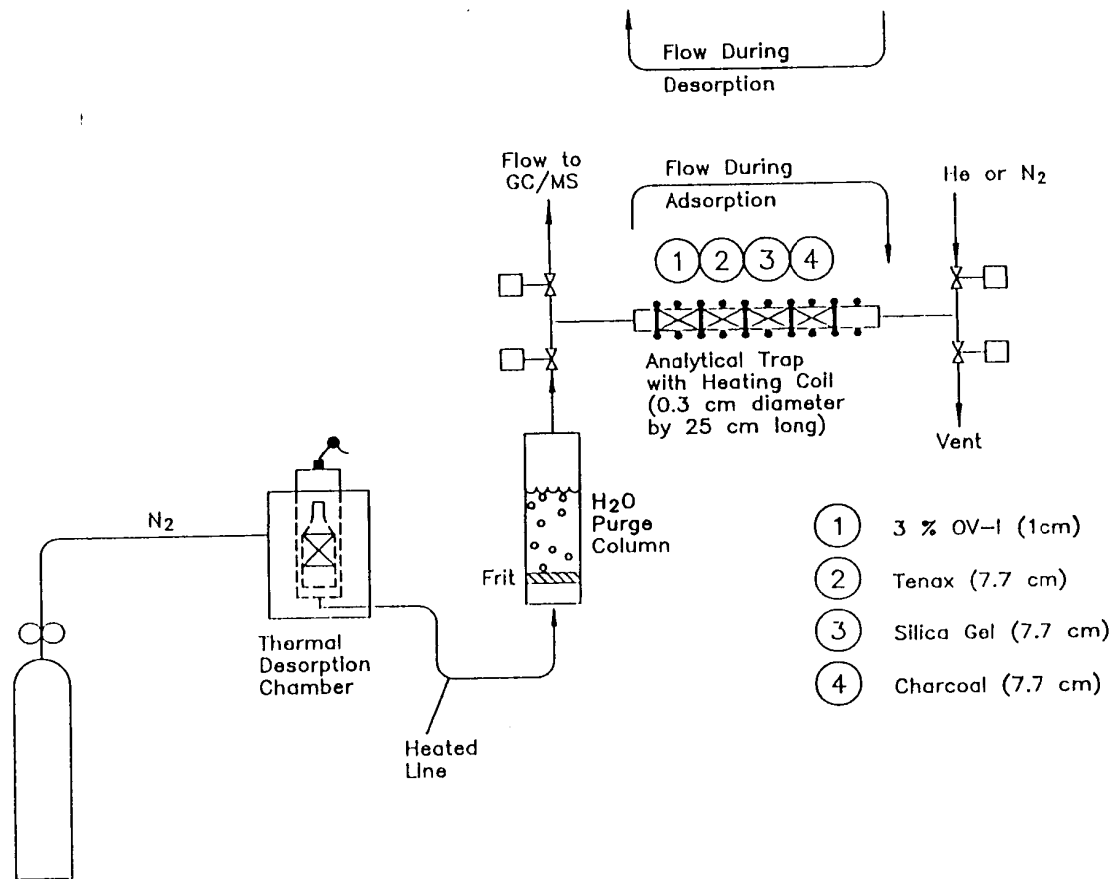 Flow During
Desorption
Flow to
GC/MS
Flow During
Adsorption
He or N2
1 2 3 4
Analytical Trap
with Heating Coil
(0.3 cm diameter
by 25 cm long)
Vent
H2O
Purge
Column
Frit
N2
Thermal
Desorption
Chamber
Heated
Line
1 3 % OV-I (1cm)
2 Tenax (7.7 cm)
3 Silica Gel (7.7 cm)
4 Charcoal (7.7 cm)